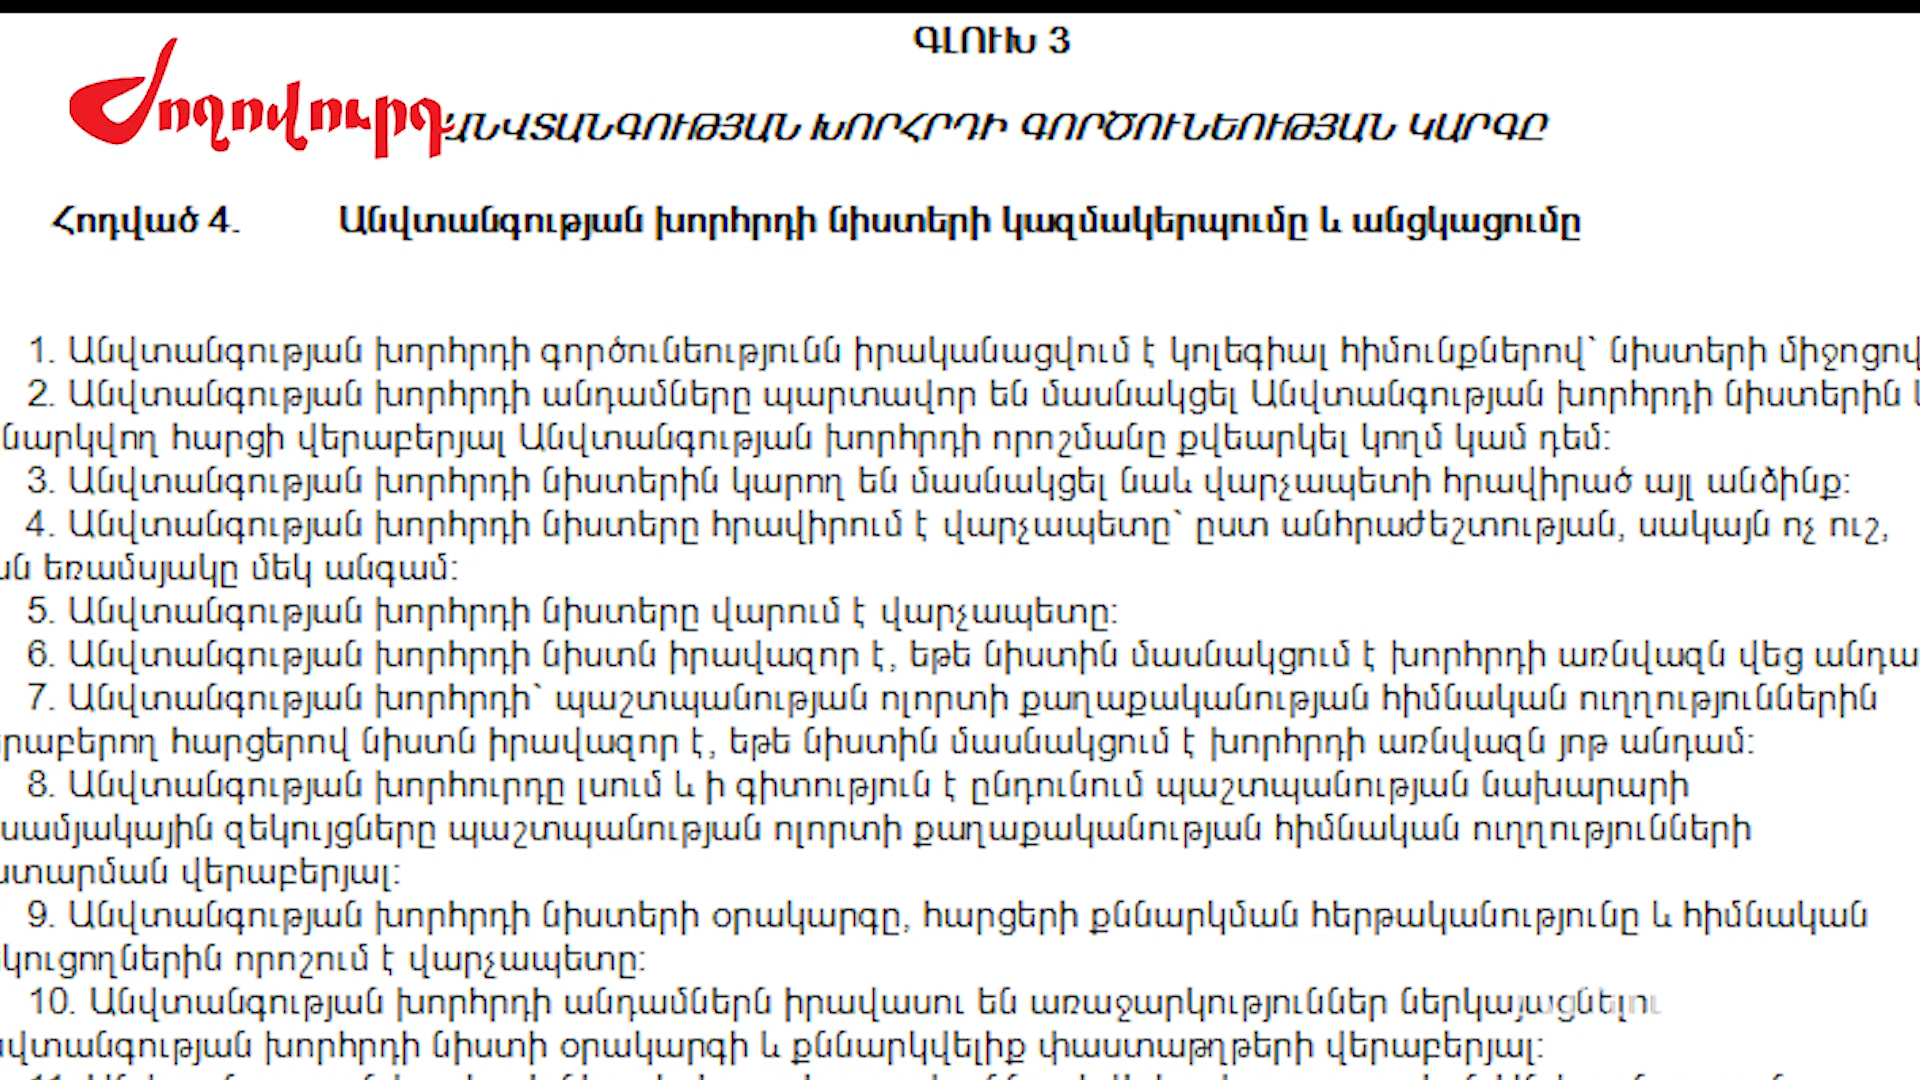 ԳԼՈՒԽ 3
Ժողովուրդ
ԱՆՎՏԱՆԳՈՒԹՅԱՆ ԽՈՐՀՐԴԻ ԳՈՐԾՈՒՆԵՈՒԹՅԱՆ ԿԱՐԳԸ
Հոդված 4. Անվտանգության խորհրդի նիստերի կազմակերպումը և անցկացումը
1. Անվտանգության խորհրդի գործունեությունն իրականացվում է կոլեգիալ հիմունքներով` նիստերի միջոցով
2. Անվտանգության խորհրդի անդամները պարտավոր են մասնակցել Անվտանգության խորհրդի նիստերին
նարկվող հարցի վերաբերյալ Անվտանգության խորհրդի որոշմանը քվեարկել կողմ կամ դեմ:
3. Անվտանգության խորհրդի նիստերին կարող են մասնակցել նաև վարչապետի հրավիրած այլ անձինք:
4. Անվտանգության խորհրդի նիստերը հրավիրում է վարչապետը` ըստ անհրաժեշտության, սակայն ոչ ուշ,
ան եռամսյակը մեկ անգամ:
5. Անվտանգության խորհրդի նիստերը վարում է վարչապետը:
6. Անվտանգության խորհրդի նիստն իրավազոր է, եթե նիստին մասնակցում է խորհրդի առնվազն վեց անդա
7. Անվտանգության խորհրդի` պաշտպանության ոլորտի քաղաքականության հիմնական ուղղություններին
րաբերող հարցերով նիստն իրավազոր է, եթե նիստին մասնակցում է խորհրդի առնվազն յոթ անդամ:
8. Անվտանգության խորհուրդը լսում և ի գիտություն է ընդունում պաշտպանության նախարարի
սամյակային զեկույցները պաշտպանության ոլորտի քաղաքականության հիմնական ուղղությունների
ատարման վերաբերյալ:
9. Անվտանգության խորհրդի նիստերի օրակարգը, հարցերի քննարկման հերթականությունը և հիմնական
կուցողներին որոշում է վարչապետը:
10. Անվտանգության խորհրդի անդամներն իրավասու են առաջարկություններ ներկայացնելու
նվտանգության խորհրդի նիստի օրակարգի և քննարկվելիք փաստաթղթերի վերաբերյալ: